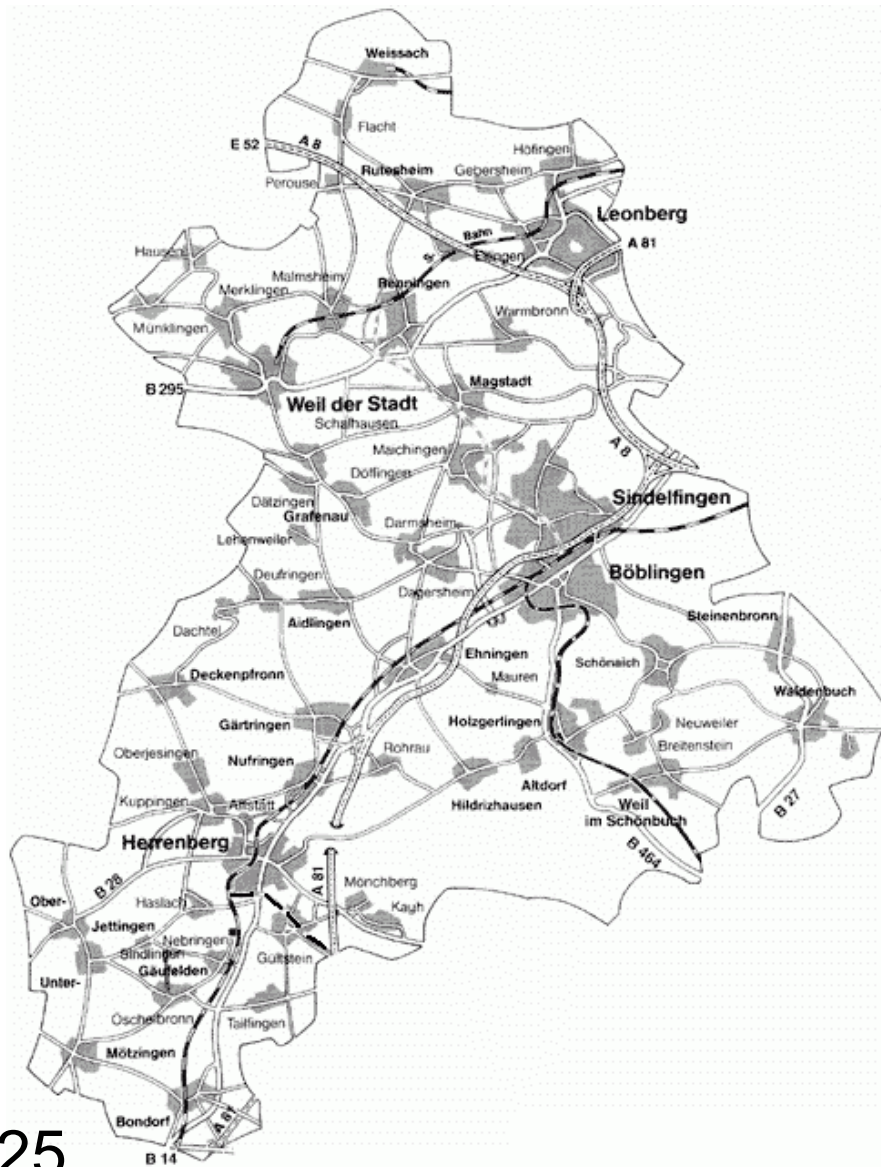 Weissach
Flacht
E 52
A 8
Höfingen
Rutesheim
Gebersheim
Perouse
Leonberg
Bahn
A 81
Eltingen
Hausen
Malmsheim
Renningen
Merklingen
Münklingen
Warmbronn
B 295
Magstadt
Weil der Stadt
Schafhausen
A 8
Maichingen
Döffingen
Sindelfingen
Dätzingen
Grafenau
Darmsheim
Lehenweiler
Böblingen
Deufringen
Dagersheim
Aidlingen
Steinenbronn
Dachtel
Ehningen
Schönaich
Deckenpfronn
Mauren
Waldenbuch
Gärtringen
Holzgerlingen
Neuweiler
Breitenstein
Oberjesingen
Nufringen
Rohrau
Altdorf
Kuppingen
Affstätt
Hildrizhausen
Weil
im Schönbuch
B 27
Herrenberg
B 464
B 28
A 81
Mönchberg
Ober-
Haslach
Kayh
Jettingen
Nebringen
Sindlingen
Gültstein
Gäufelden
Unter-
Öschelbronn
Tailfingen
Mötzingen
Bondorf
A 81
B 14
25